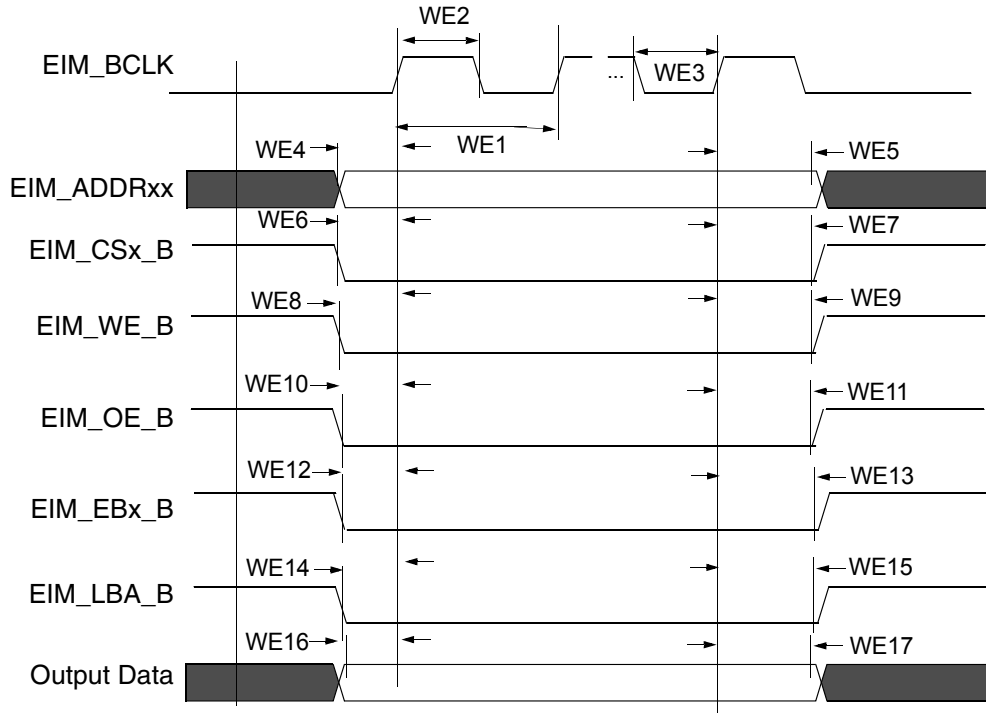 WE2
EIM_BCLK
...
WE3
WE1
WE4
WE5
EIM_ADDRxx
WE6
WE7
EIM_CSx_B
WE8
WE9
EIM_WE_B
WE10
WE11
EIM_OE_B
WE12
WE13
EIM_EBx_B
WE14
WE15
EIM_LBA_B
WE16
WE17
Output Data